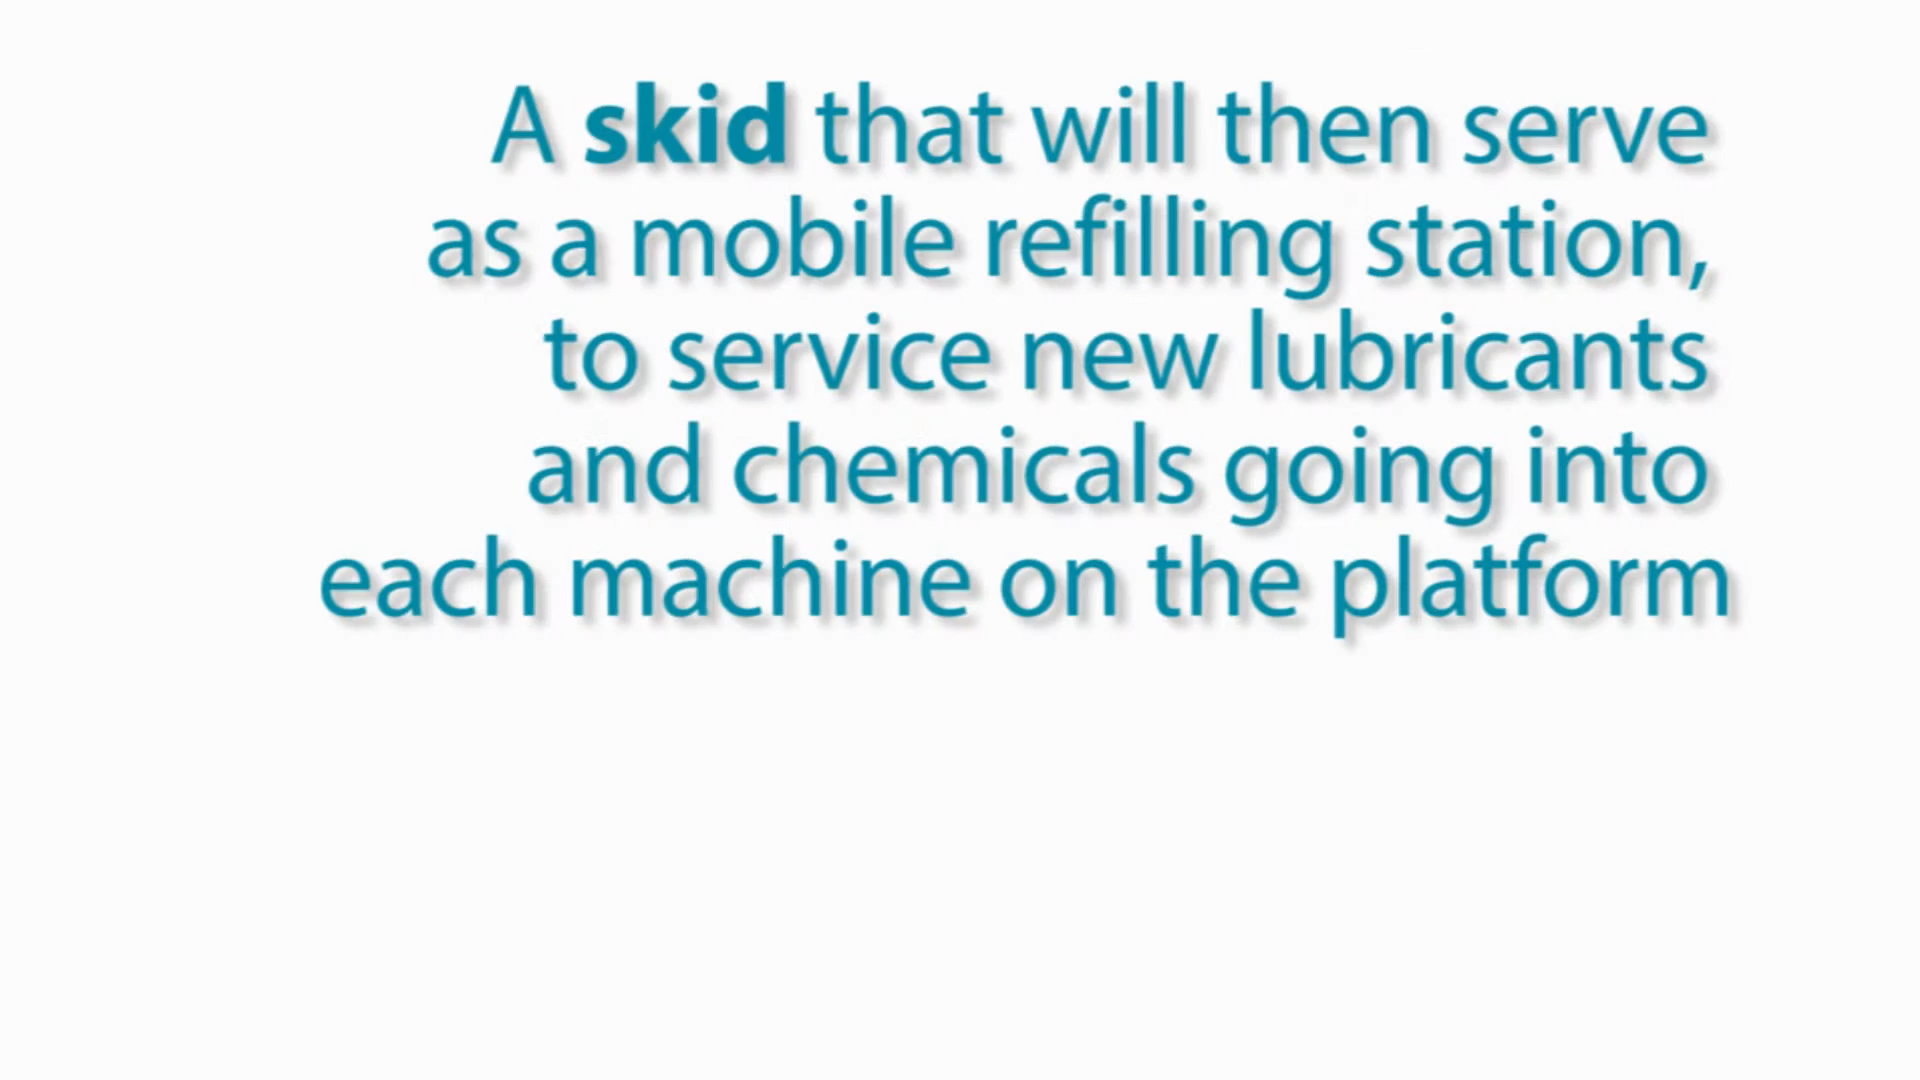 A skid that will then serve
as a mobile refilling station,
to service new lubricants
and chemicals going into
each machine on the platform